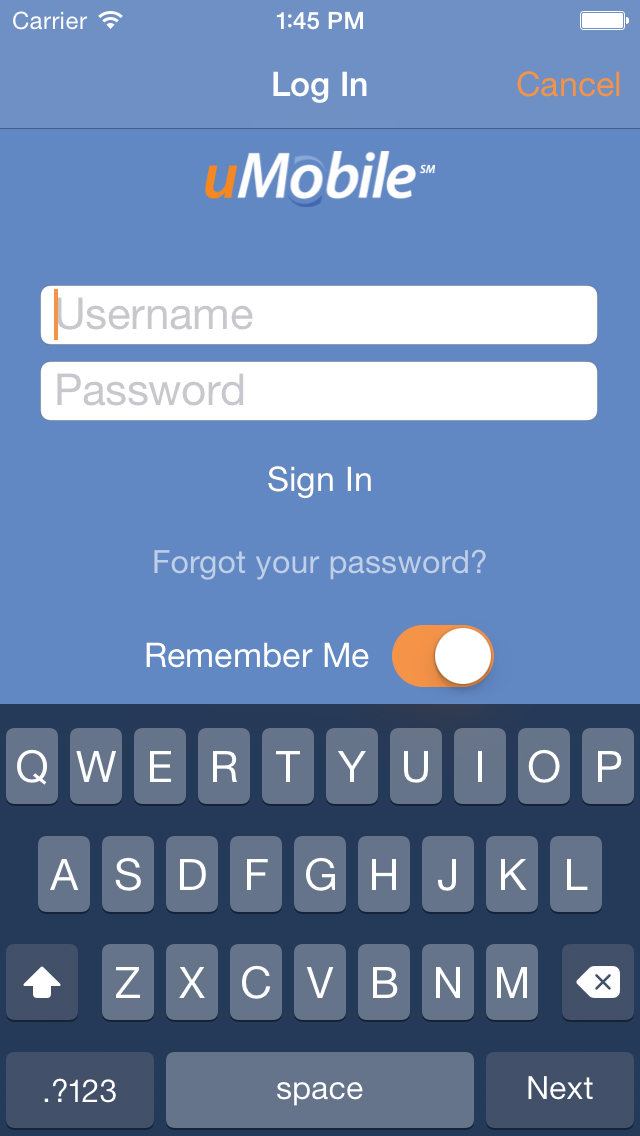 Carrier 1:45 PM
Log In Cancel
uMobile SM
Username
Password
Sign In
Forgot your password?
Remember Me
Q W E R T Y U I O P
A S D F G H J K L
Z X C V B N M
.?123 space Next